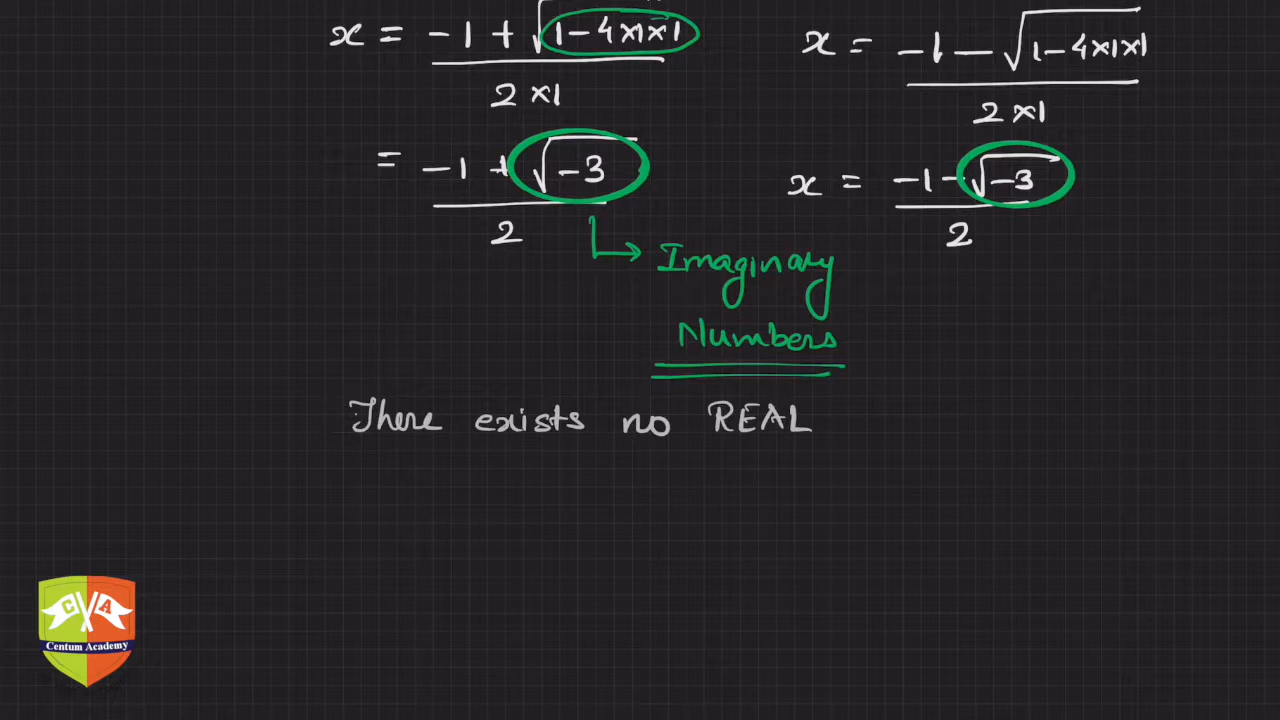 x = -1 + √1-4×1×1
2×1
= -1 + √-3
2
x = -1 - √1-4×1×1
2×1
x = -1 - √-3
2
Imaginary
Numbers
There exists no REAL
C A
Centum Academy